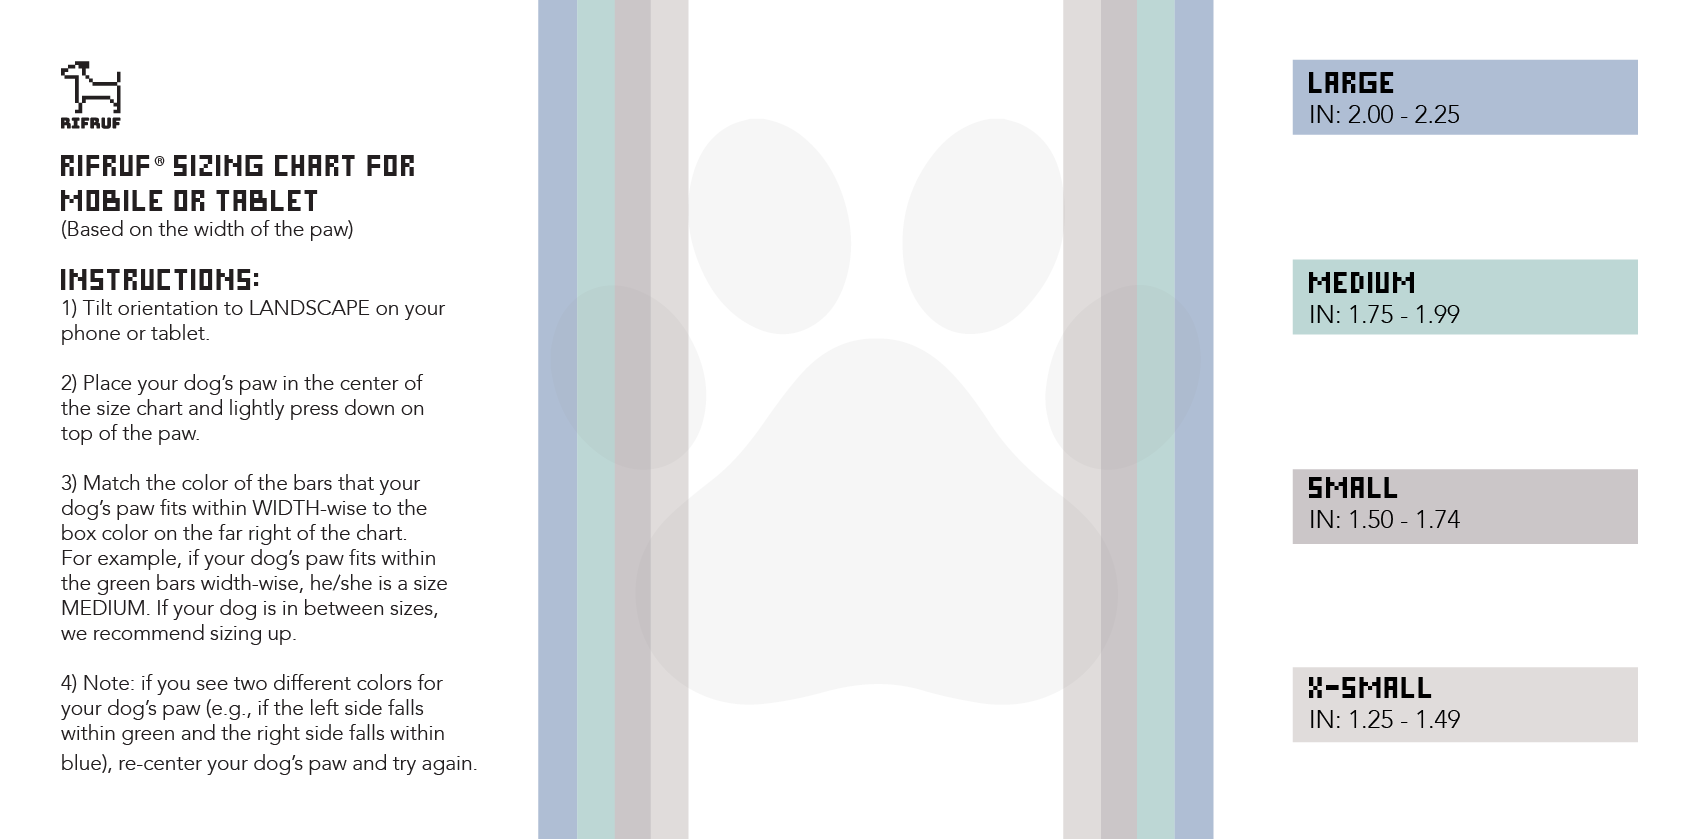 RIFRUF
RIFRUF® SIZING CHART FOR
MOBILE OR TABLET
(Based on the width of the paw)
INSTRUCTIONS:
1) Tilt orientation to LANDSCAPE on your
phone or tablet.
2) Place your dog’s paw in the center of
the size chart and lightly press down on
top of the paw.
3) Match the color of the bars that your
dog’s paw fits within WIDTH-wise to the
box color on the far right of the chart.
For example, if your dog’s paw fits within
the green bars width-wise, he/she is a size
MEDIUM. If your dog is in between sizes,
we recommend sizing up.
4) Note: if you see two different colors for
your dog’s paw (e.g., if the left side falls
within green and the right side falls within
blue), re-center your dog’s paw and try again.
LARGE
IN: 2.00 - 2.25
MEDIUM
IN: 1.75 - 1.99
SMALL
IN: 1.50 - 1.74
X-SMALL
IN: 1.25 - 1.49